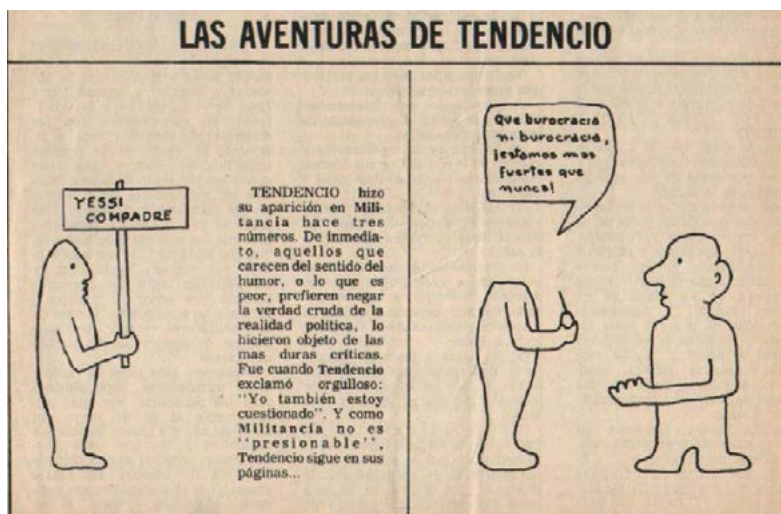 LAS AVENTURAS DE TENDENCIO
YESSI
COMPADRE
TENDENCIO hizo
su aparición en Mili-
tancia hace tres
números. De inmedia-
to, aquellos que
carecen del sentido del
humor, o lo que es
peor, prefieren negar
la verdad cruda de la
realidad política, lo
hicieron objeto de las
mas duras críticas.
Fue cuando Tendencio
exclamó orgulloso:
"Yo también estoy
cuestionado". Y como
Militancia no es
"presionable",
Tendencio sigue en sus
páginas...
Que burocracia
ni burocracia,
¡estamos mas
fuertes que
nunca!